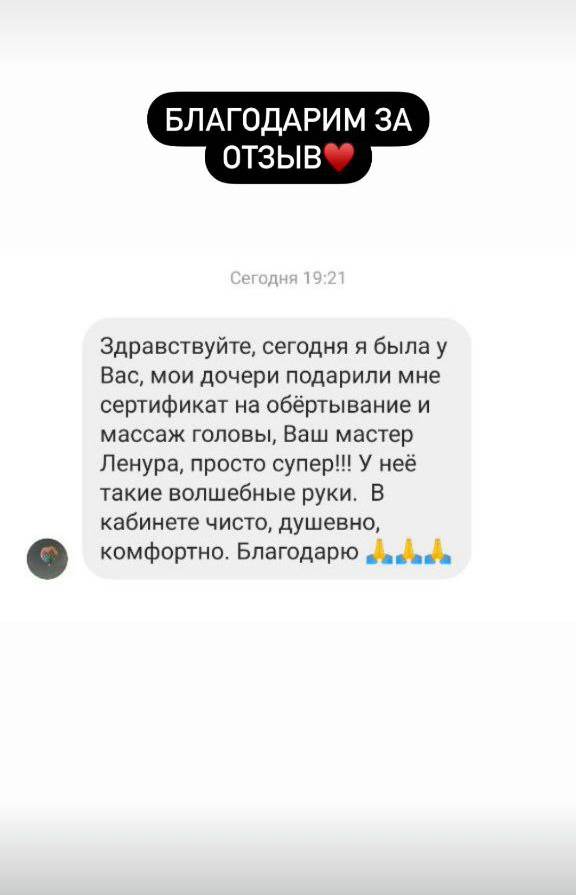 БЛАГОДАРИМ ЗА
ОТЗЫВ❤️
Сегодня 19:21
Здравствуйте, сегодня я была у
Вас, мои дочери подарили мне
сертификат на обёртывание и
массаж головы, Ваш мастер
Ленура, просто супер!!! У неё
такие волшебные руки.  В
кабинете чисто, душевно,
комфортно. Благодарю 🙏🙏🙏